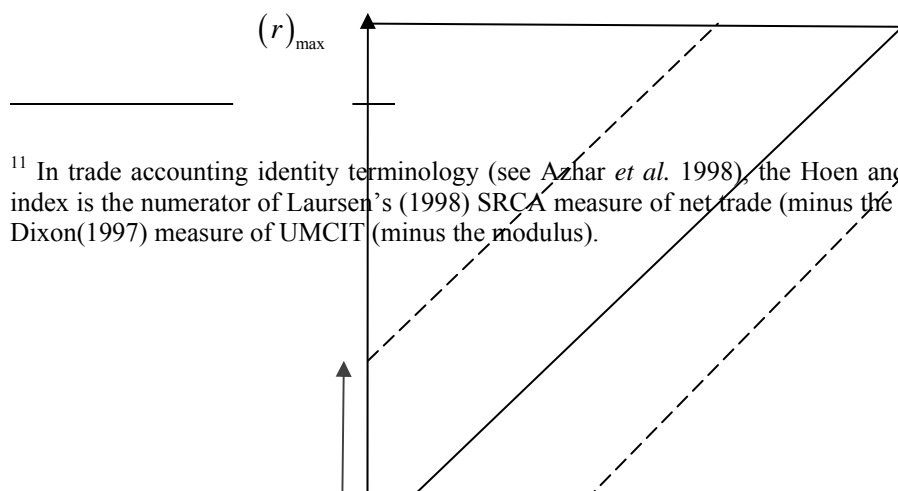 (r)max
11 In trade accounting identity terminology (see Azhar et al. 1998), the Hoen and
index is the numerator of Laursen's (1998) SRCA measure of net trade (minus the
Dixon(1997) measure of UMCIT (minus the modulus).